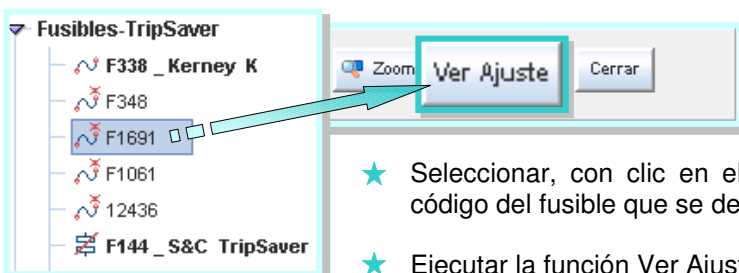 Fusibles-TripSaver
F338 _ Kerney K
F348
F1691
F1061
12436
F144 _ S&C TripSaver
Zoom
Ver Ajuste
Cerrar
Seleccionar, con clic en el
código del fusible que se de
Ejecutar la función Ver Ajust